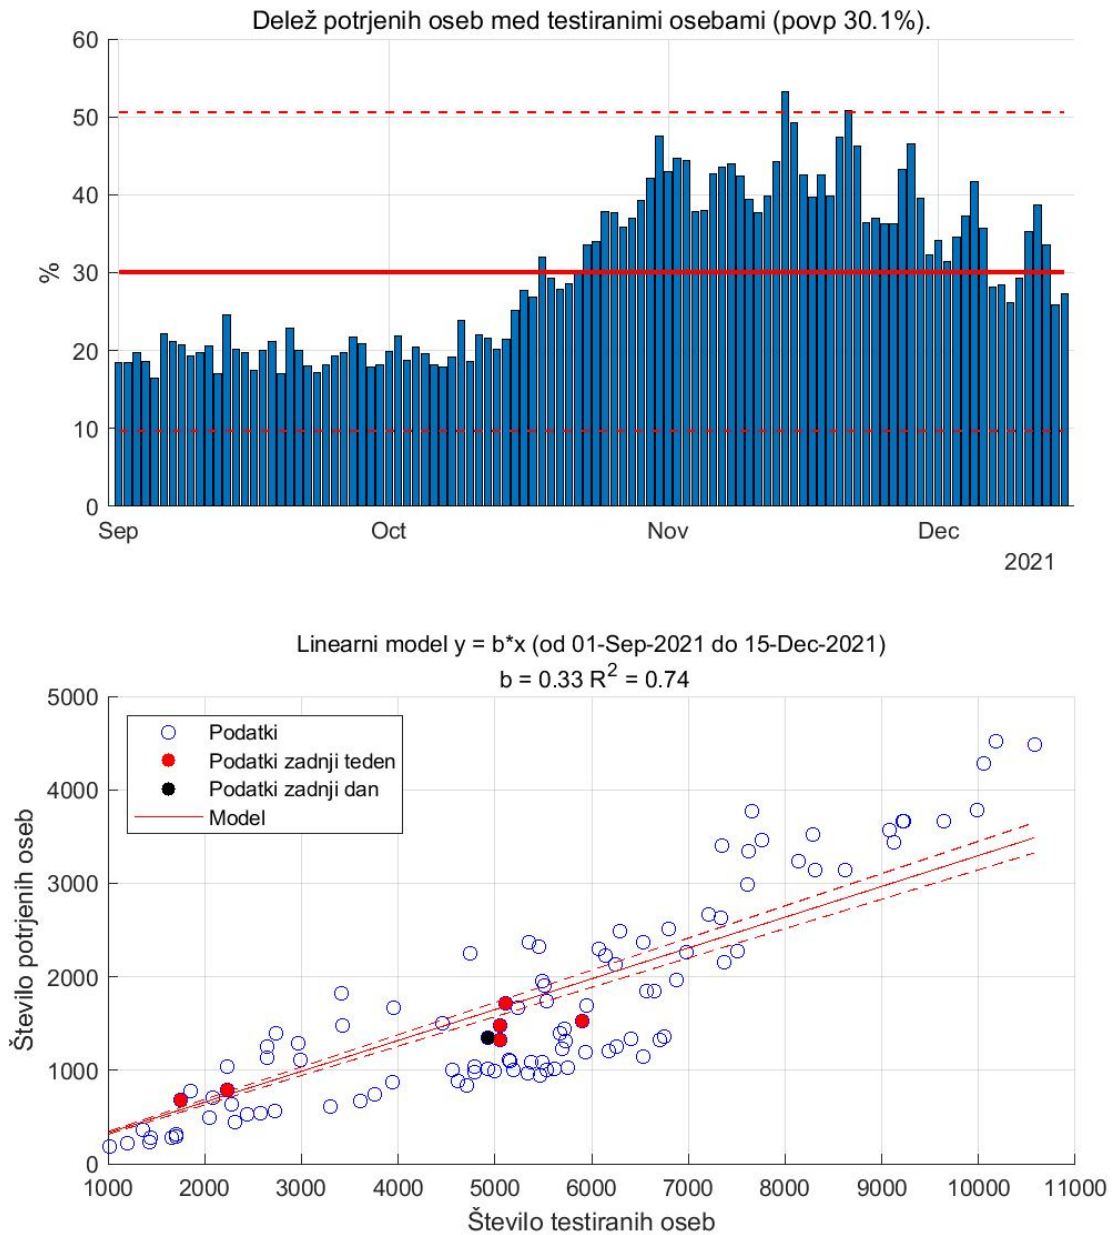 Delež potrjenih oseb med testiranimi osebami (povp 30.1%).
60
50
40
30
20
10
0
%
Sep Oct Nov Dec
2021
Linearni model y = b*x (od 01-Sep-2021 do 15-Dec-2021)
b = 0.33 R² = 0.74
5000
4000
3000
2000
1000
0
Število potrjenih oseb
Podatki
Podatki zadnji teden
Podatki zadnji dan
Model
1000 2000 3000 4000 5000 6000 7000 8000 9000 10000 11000
Število testiranih oseb